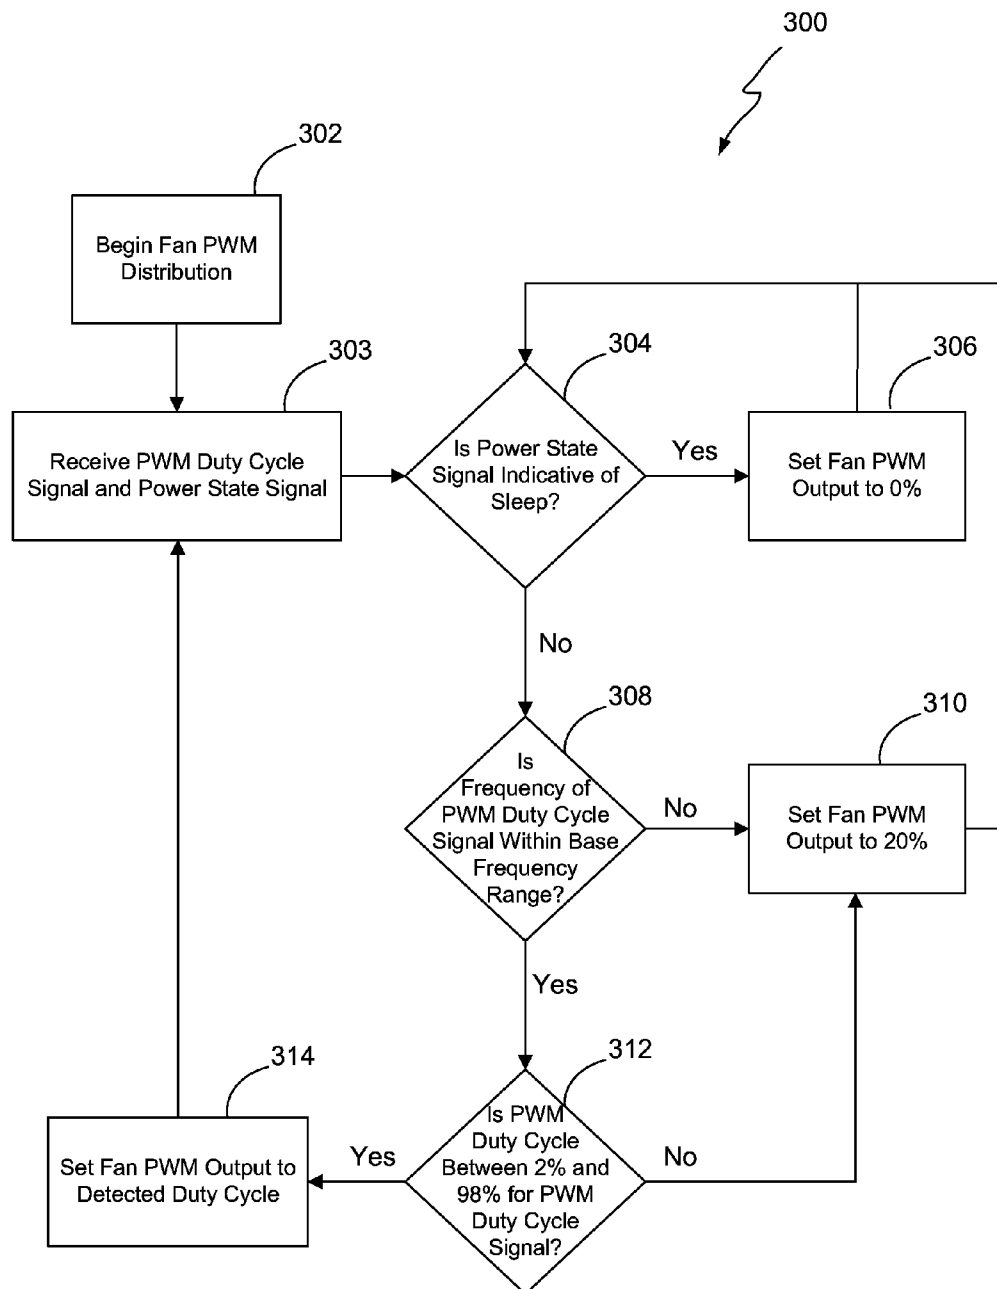 300
302
Begin Fan PWM
Distribution
303
Receive PWM Duty Cycle
Signal and Power State Signal
304
Is Power State
Signal Indicative of
Sleep?
Yes
306
Set Fan PWM
Output to 0%
No
308
Is
Frequency of
PWM Duty Cycle
Signal Within Base
Frequency
Range?
No
310
Set Fan PWM
Output to 20%
Yes
312
Is PWM
Duty Cycle
Between 2% and
98% for PWM
Duty Cycle
Signal?
No
Yes
314
Set Fan PWM Output to
Detected Duty Cycle